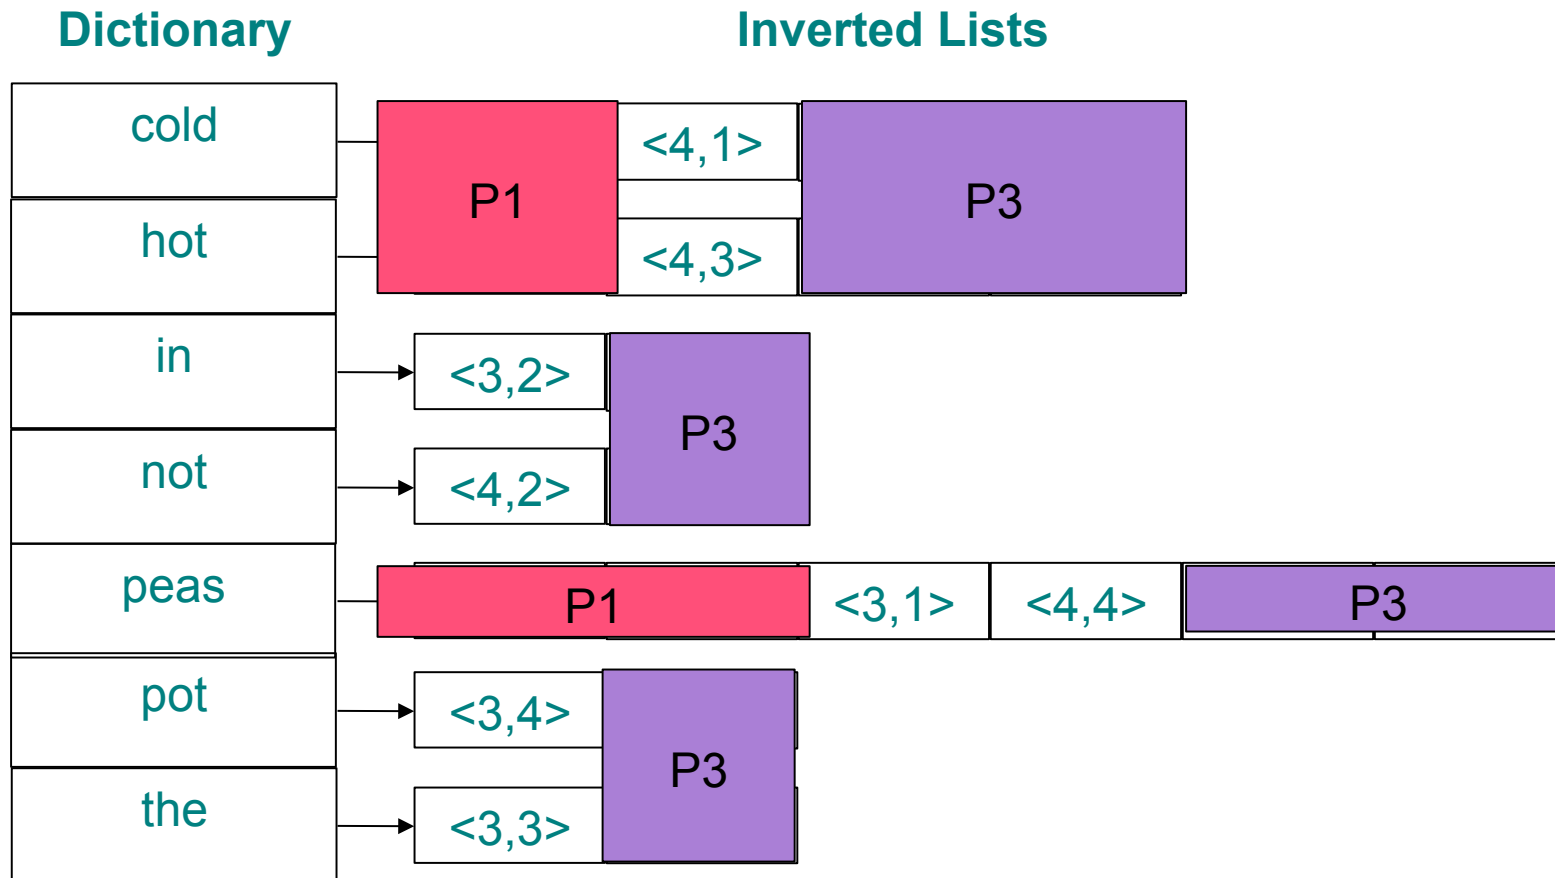 Dictionary Inverted Lists
cold <4,1>
P1 P3
hot <4,3>
in <3,2>
P3
not <4,2>
peas P1 <3,1> <4,4> P3
pot <3,4>
P3
the <3,3>